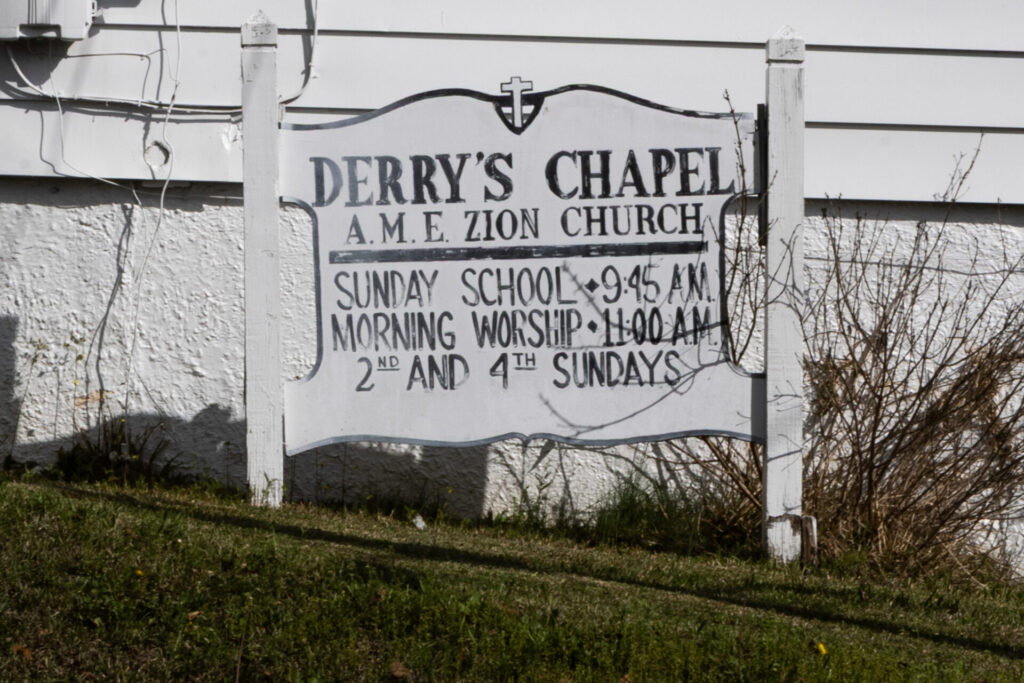 DERRY'S CHAPEL
A.M.E. ZION CHURCH
SUNDAY SCHOOL • 9:45 A.M.
MORNING WORSHIP • 11:00 A.M.
2ND AND 4TH SUNDAYS